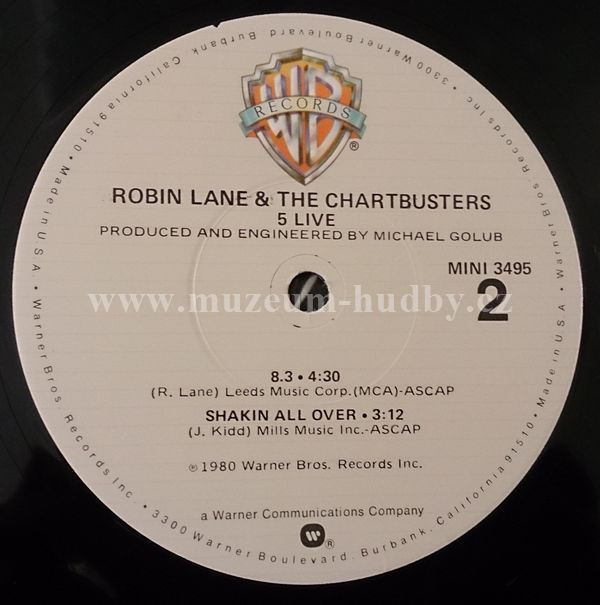 WB
RECORDS
®
ROBIN LANE & THE CHARTBUSTERS
5 LIVE
PRODUCED AND ENGINEERED BY MICHAEL GOLUB
MINI 3495
2
www.muzeum-hudby.cz
8.3 • 4:30
(R. Lane) Leeds Music Corp.(MCA)-ASCAP
SHAKIN ALL OVER • 3:12
(J. Kidd) Mills Music Inc.-ASCAP
℗ 1980 Warner Bros. Records Inc.
a Warner Communications Company
®
Warner Bros. Records Inc. • 3300 Warner Boulevard, Burbank, California 91510 • Made in U.S.A. • Warner Bros. Records Inc. • 3300 Warner Boulevard, Burbank, California 91510 • Made in U.S.A •